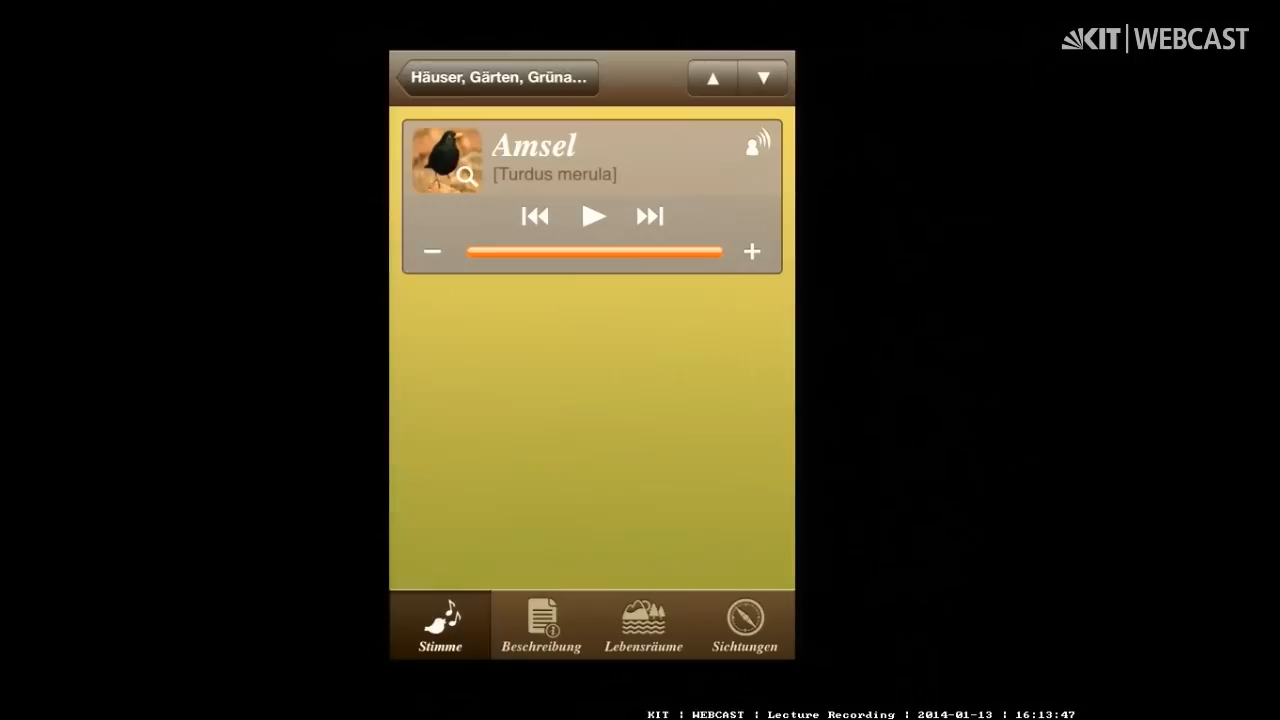 KIT WEBCAST
Häuser, Gärten, Grüna...
Amsel
[Turdus merula]
Stimme
Beschreibung
Lebensräume
Sichtungen
KIT | WEBCAST | Lecture Recording | 2014-01-13 | 16:13:47